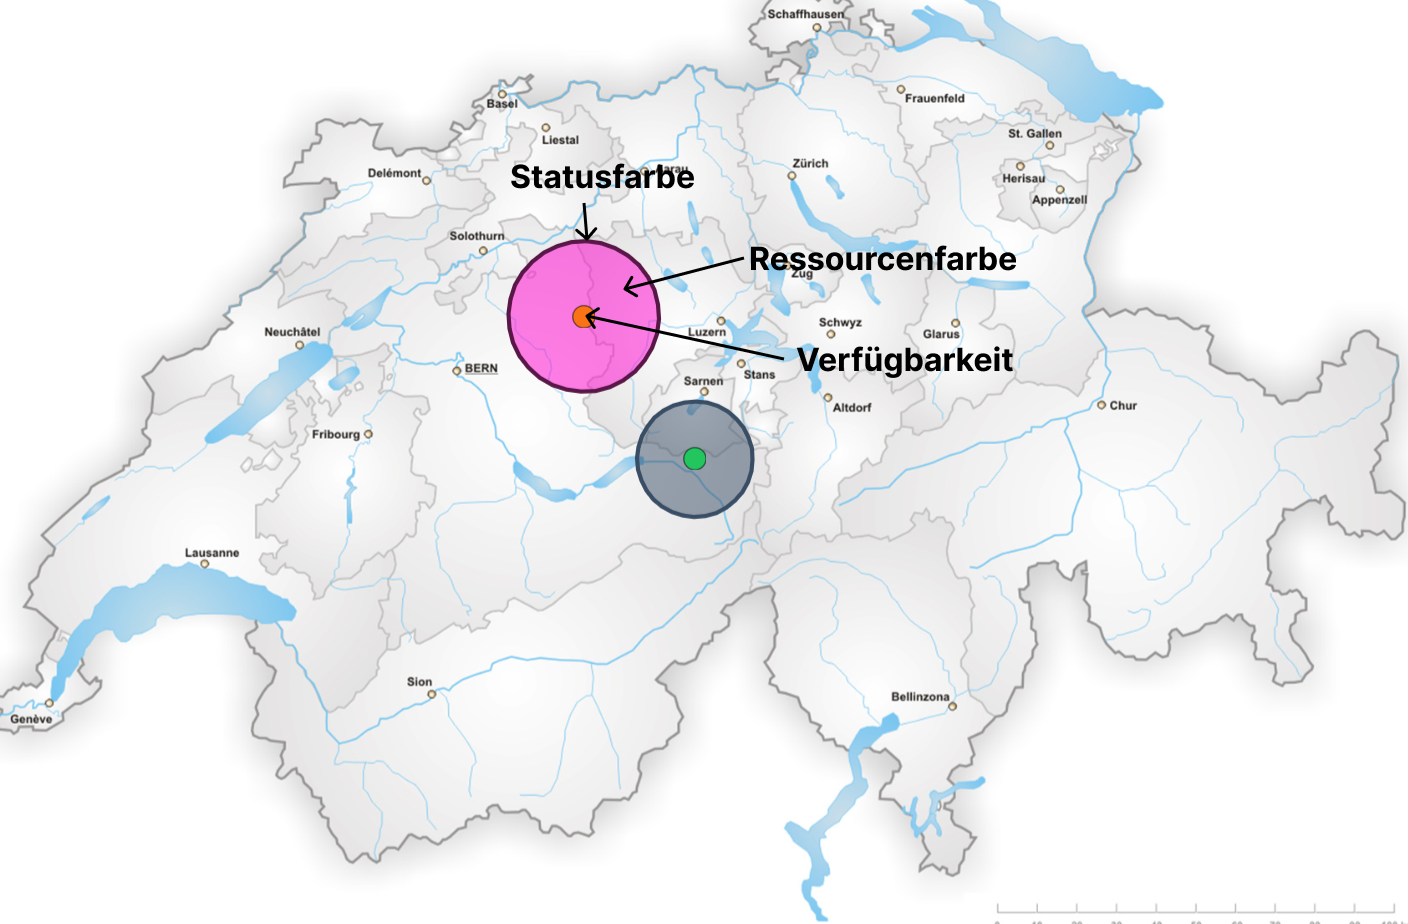 Schaffhausen
Frauenfeld
Basel
Liestal
St. Gallen
Delémont
Zürich
Herisau
Statusfarbe
Appenzell
Solothurn
Ressourcenfarbe
Zug
Neuchâtel
Luzern
Schwyz
Glarus
BERN
Verfügbarkeit
Stans
Sarnen
Altdorf
Chur
Fribourg
Lausanne
Sion
Bellinzona
Genève